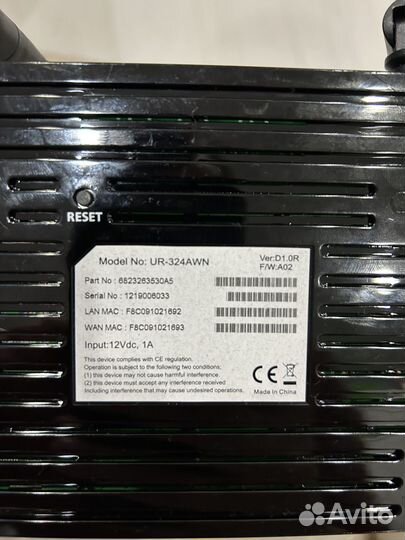 RESET
Model No: UR-324AWN
Ver:D1.0R
F/W:A02
Part No : 6823263530A5
Serial No : 1219006033
LAN MAC : F8C091021692
WAN MAC : F8C091021693
Input:12Vdc, 1A
This device complies with CE regulation.
Operation is subject to the following two conditions;
(1) this device may not cause harmful interference.
(2) this device must accept any interference received
Including interference that may cause undesired operations.
CE
Made In China
Avito